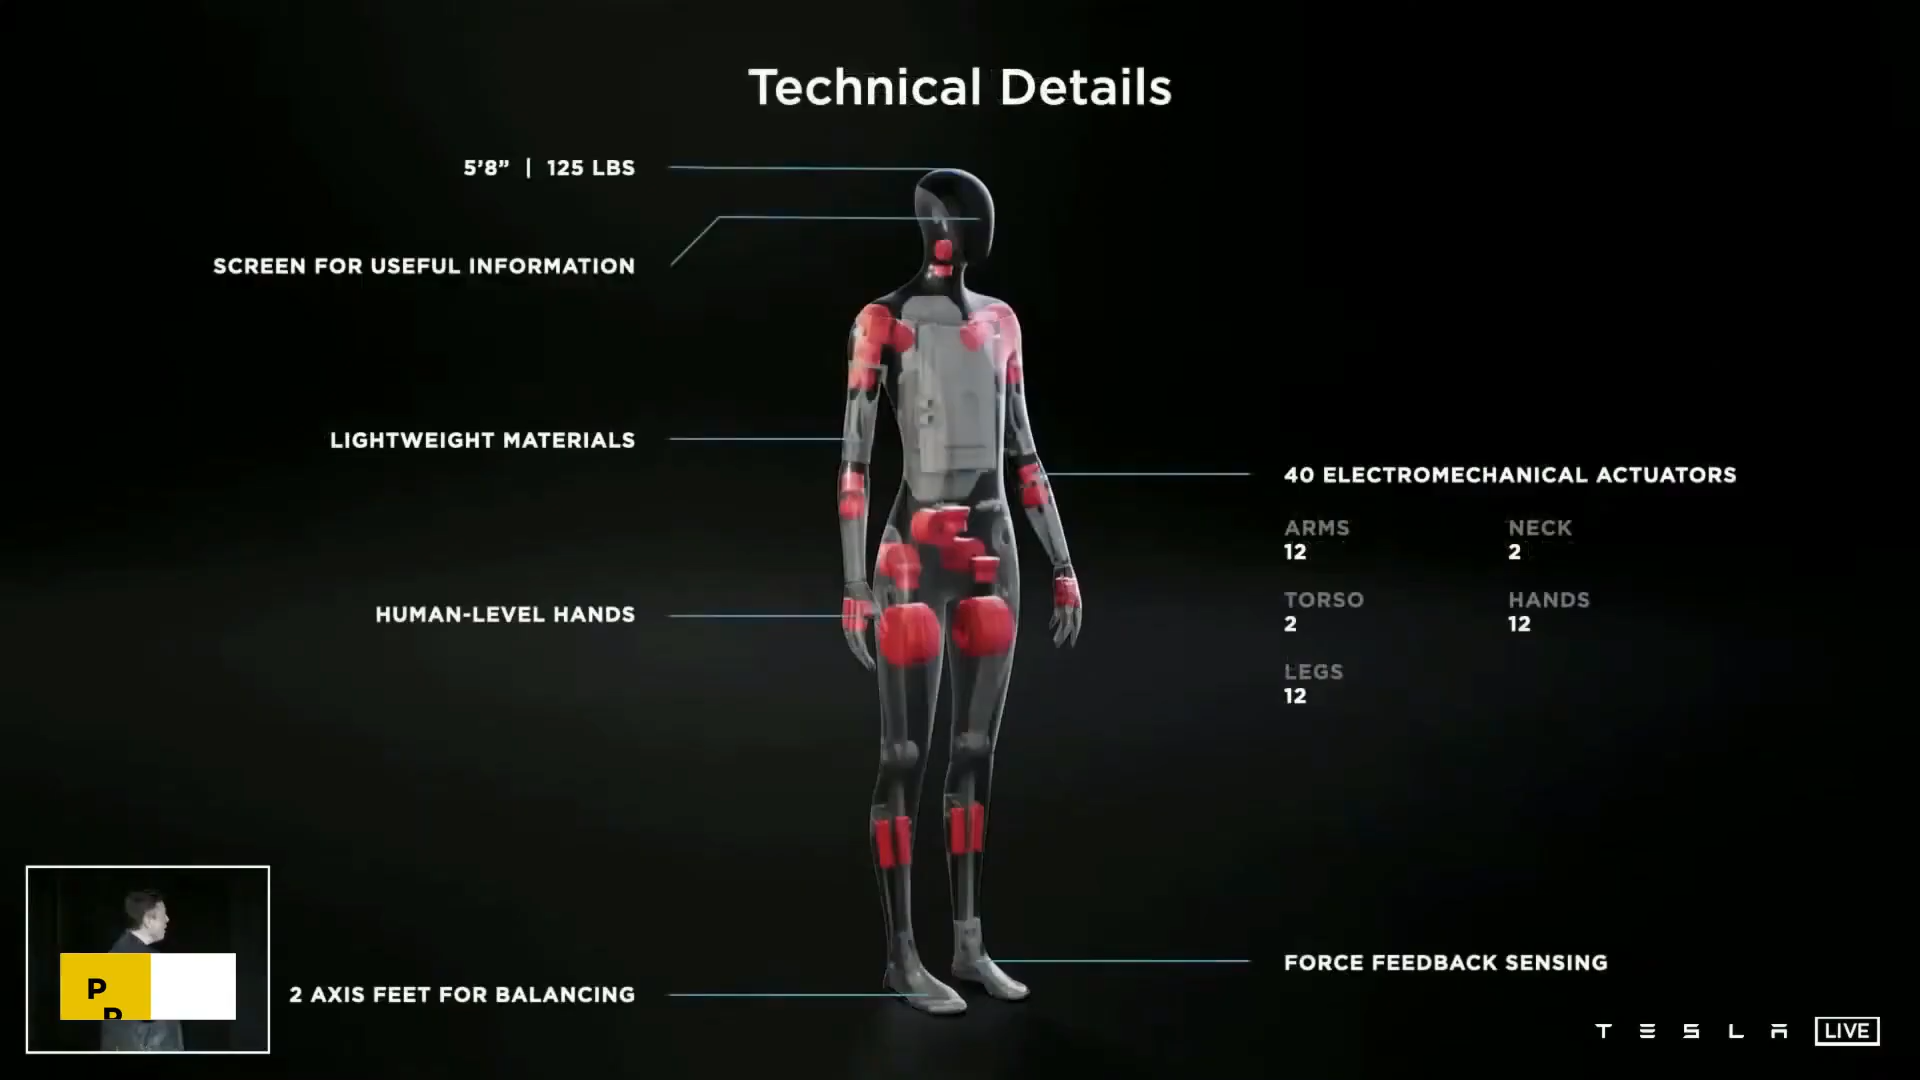 Technical Details
5’8” | 125 LBS
SCREEN FOR USEFUL INFORMATION
LIGHTWEIGHT MATERIALS
HUMAN-LEVEL HANDS
2 AXIS FEET FOR BALANCING
40 ELECTROMECHANICAL ACTUATORS
ARMS NECK
12 2
TORSO HANDS
2 12
LEGS
12
FORCE FEEDBACK SENSING
P
TESLA LIVE